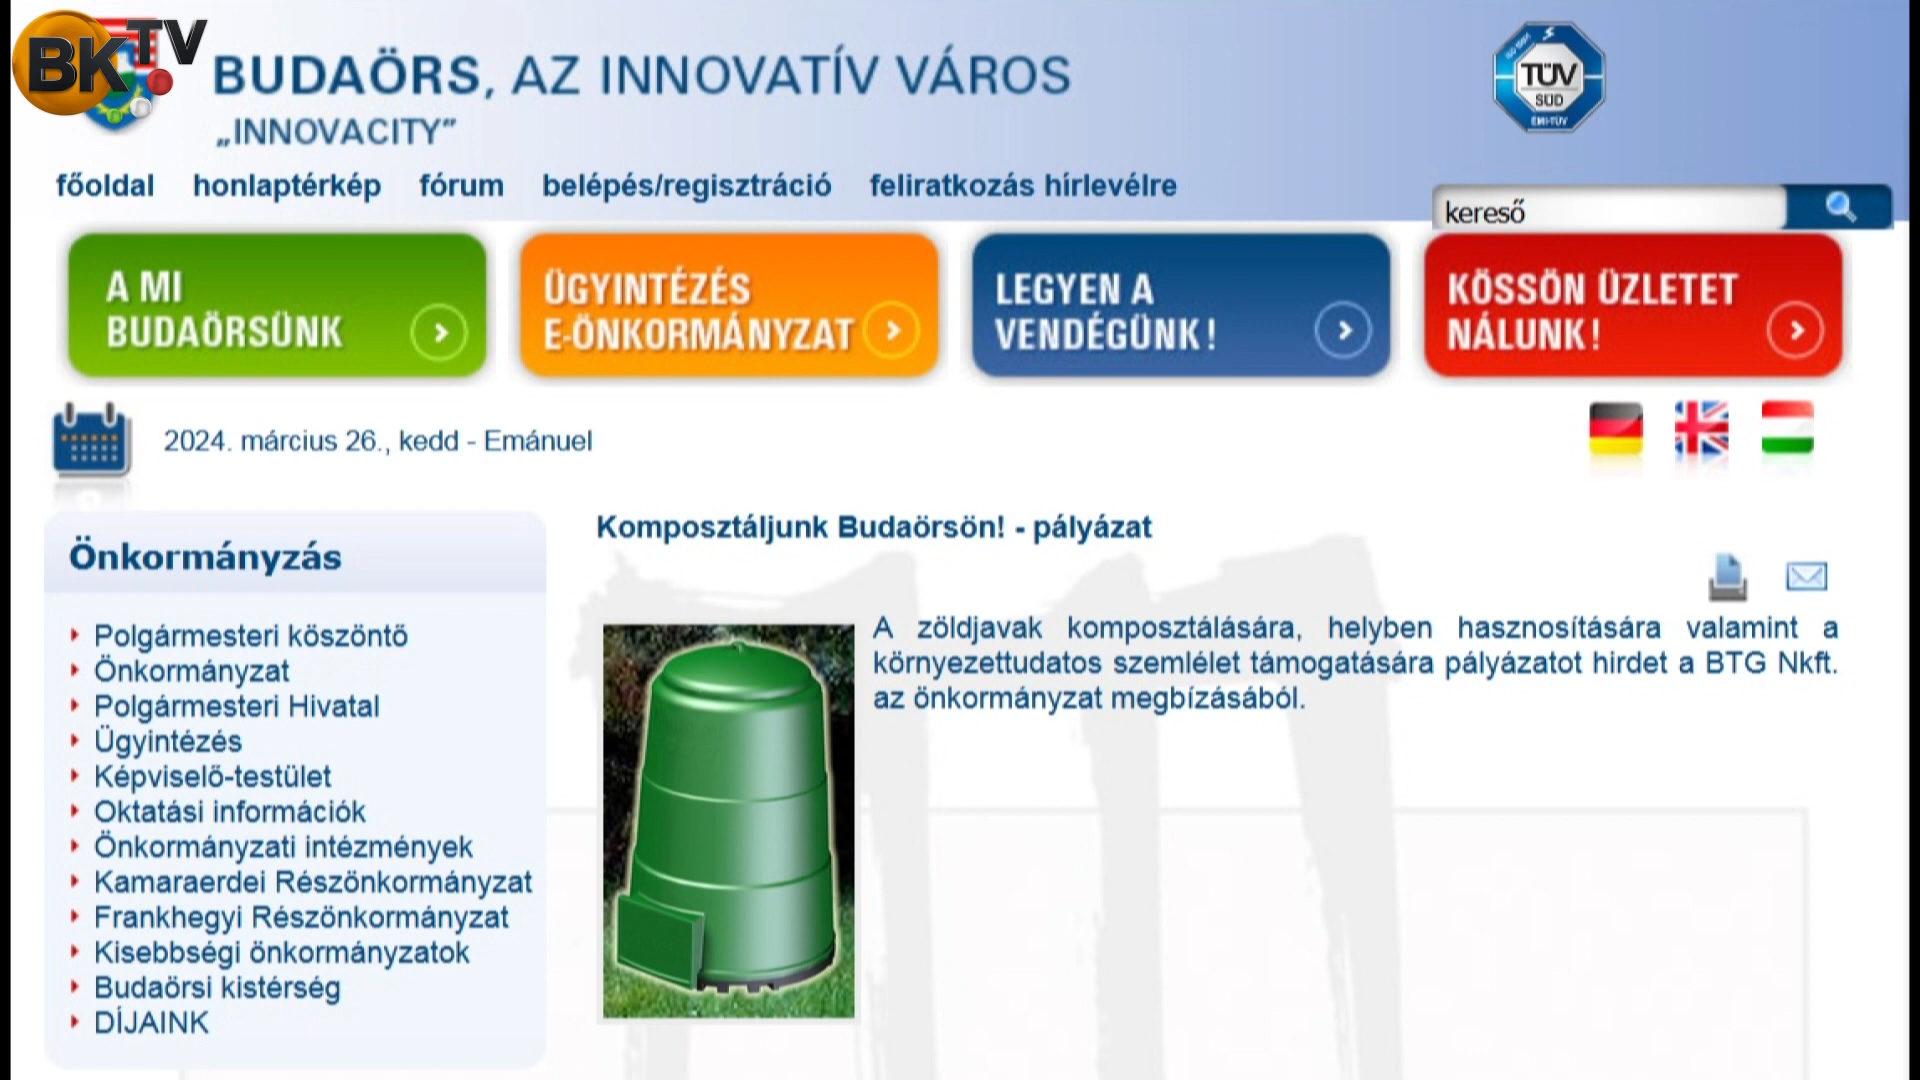 BKTV
BUDAÖRS, AZ INNOVATÍV VÁROS
„INNOVACITY”
TÜV
SÜD
ÉMI-TÜV
főoldal honlaptérkép fórum belépés/regisztráció feliratkozás hírlevélre
kereső
A MI
BUDAÖRSÜNK
ÜGYINTÉZÉS
E-ÖNKORMÁNYZAT
LEGYEN A
VENDÉGÜNK!
KÖSSÖN ÜZLETET
NÁLUNK!
2024. március 26., kedd - Emánuel
Önkormányzás
Polgármesteri köszöntő
Önkormányzat
Polgármesteri Hivatal
Ügyintézés
Képviselő-testület
Oktatási információk
Önkormányzati intézmények
Kamaraerdei Részönkormányzat
Frankhegyi Részönkormányzat
Kisebbségi önkormányzatok
Budaörsi kistérség
DÍJAINK
Komposztáljunk Budaörsön! - pályázat
A zöldjavak komposztálására, helyben hasznosítására valamint a
környezettudatos szemlélet támogatására pályázatot hirdet a BTG Nkft.
az önkormányzat megbízásából.